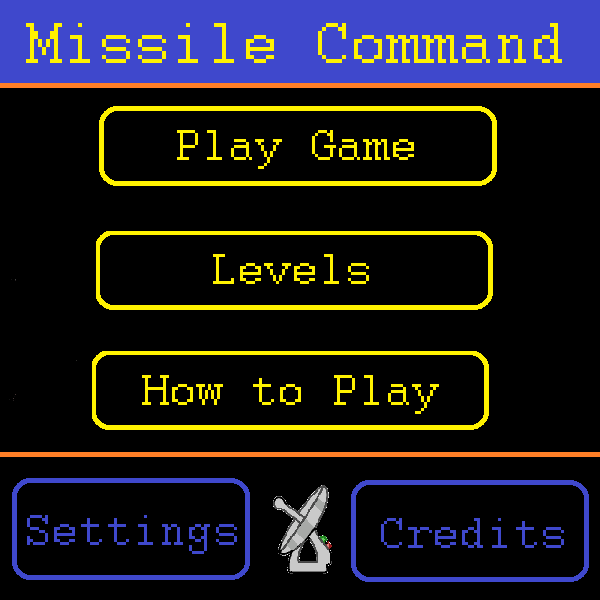 Missile Command
Play Game
Levels
How to Play
Settings
Credits